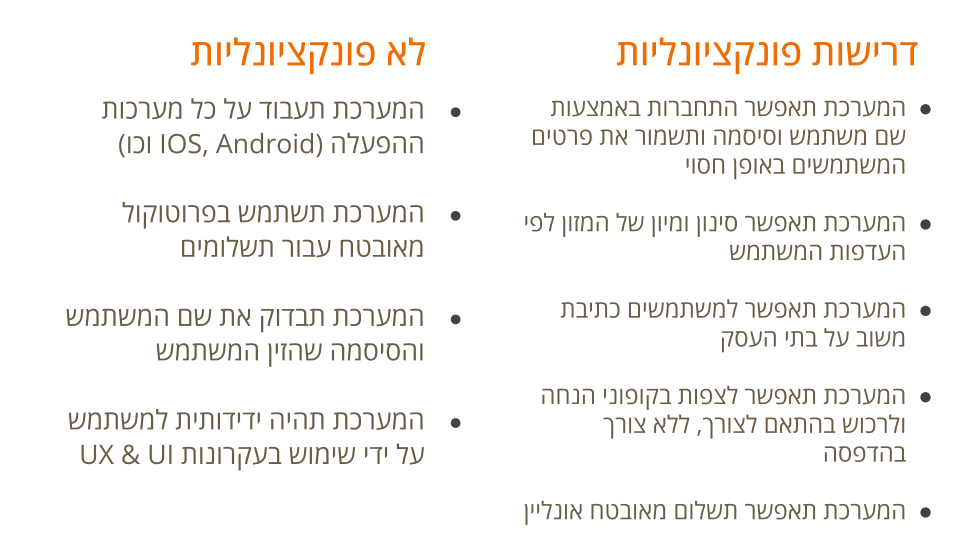 דרישות פונקציונליות
● המערכת תאפשר התחברות באמצעות
שם משתמש וסיסמה ותשמור את פרטים
המשתמשים באופן חסוי
● המערכת תאפשר סינון ומיון של המזון לפי
העדפות המשתמש
● המערכת תאפשר למשתמשים כתיבת
משוב על בתי העסק
● המערכת תאפשר לצפות בקופוני הנחה
ולרכוש בהתאם לצורך, ללא צורך
בהדפסה
● המערכת תאפשר תשלום מאובטח אונליין
לא פונקציונליות
● המערכת תעבוד על כל מערכות
ההפעלה (IOS, Android וכו)
● המערכת תשתמש בפרוטוקול
מאובטח עבור תשלומים
● המערכת תבדוק את שם המשתמש
והסיסמה שהזין המשתמש
● המערכת תהיה ידידותית למשתמש
על ידי שימוש בעקרונות UX & UI